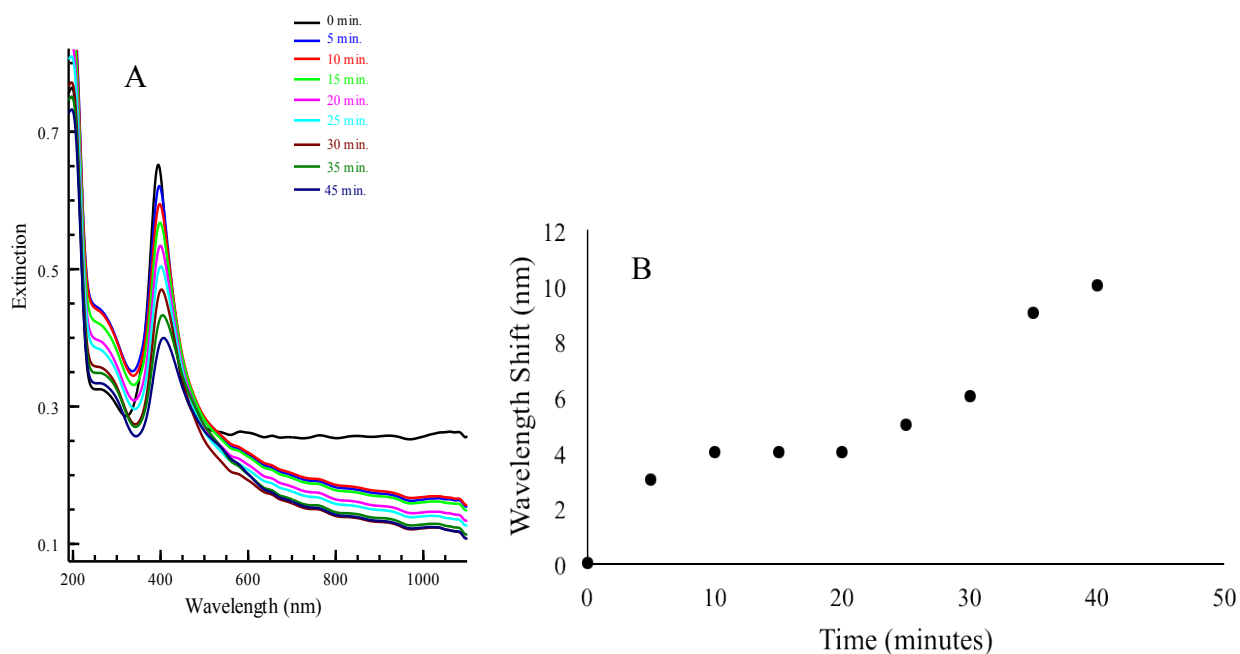 0 min.
5 min.
10 min.
15 min.
20 min.
25 min.
30 min.
35 min.
45 min.
A
0.7
0.5
0.3
0.1
Extinction
200 400 600 800 1000
Wavelength (nm)
B
12
10
8
6
4
2
0
Wavelength Shift (nm)
0 10 20 30 40 50
Time (minutes)